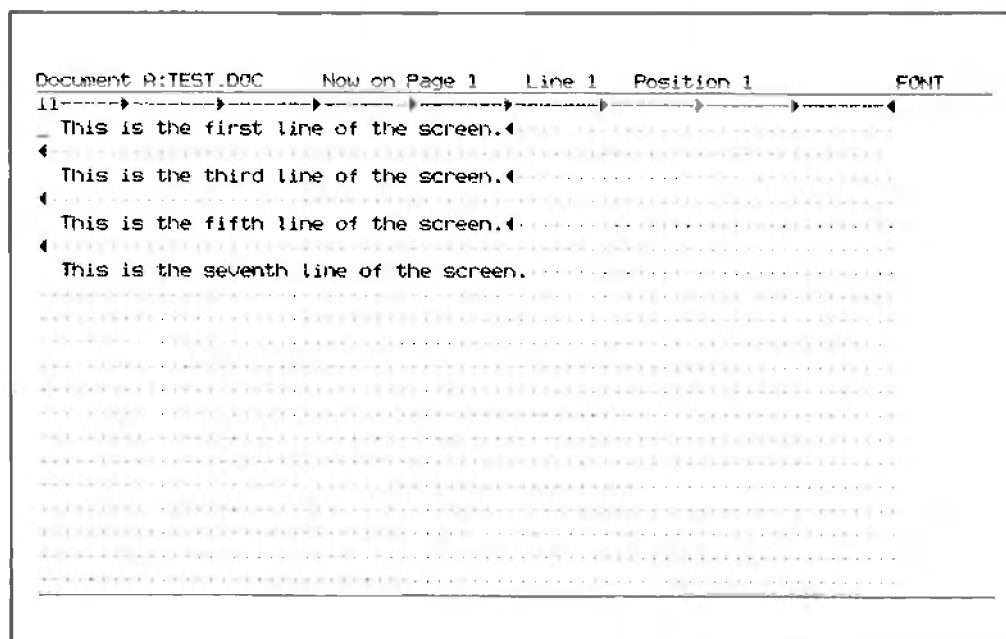 Document A:TEST.DOC Now on Page 1 Line 1 Position 1 FONT
11------▸---------▸---------▸---------▸---------▸---------▸---------▸---------▸---------◂
_ This is the first line of the screen.◂
◂
This is the third line of the screen.◂
◂
This is the fifth line of the screen.◂
◂
This is the seventh line of the screen.